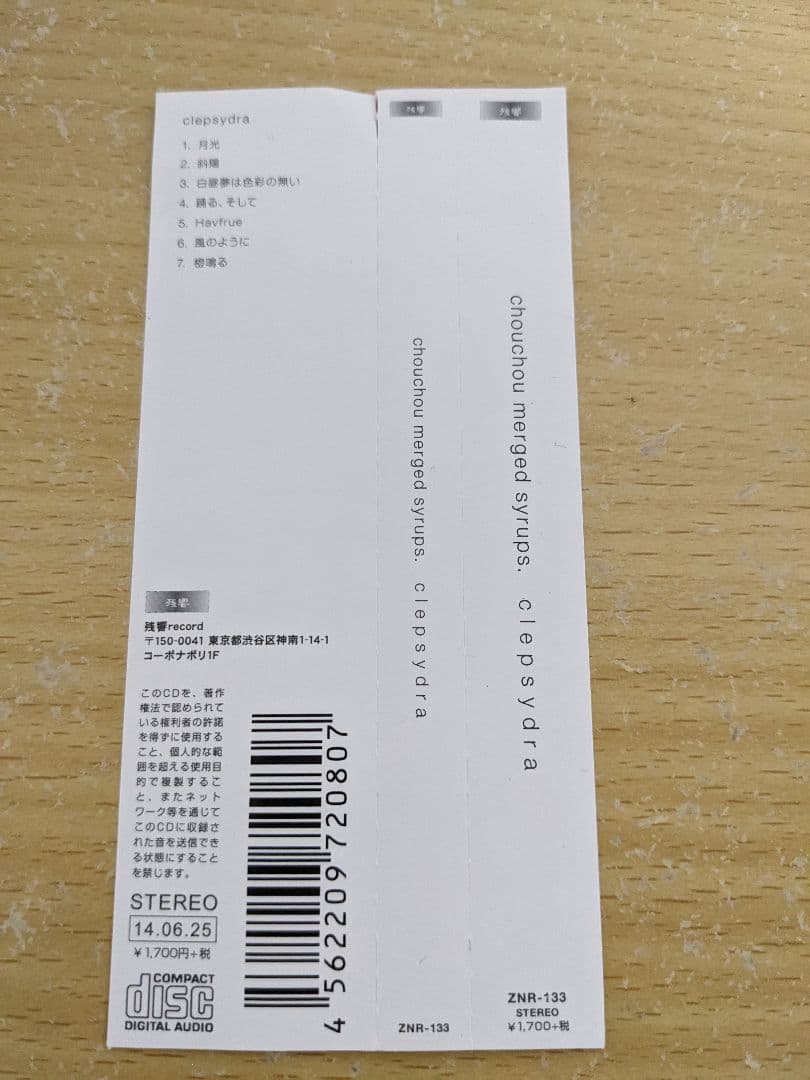 clepsydra
1. 月光
2. 斜陽
3. 白昼夢は色彩の無い
4. 踊る、そして
5. Havfrue
6. 風のように
7. 燈鳴る
残響
残響record
〒150-0041 東京都渋谷区神南1-14-1
コーポナポリ1F
このCDを、著作
権法で認められて
いる権利者の許諾
を得ずに使用する
こと、個人的な範
囲を超える使用目
的で複製するこ
と、またネット
ワーク等を通じて
このCDに収録さ
れた音を送信でき
る状態にすること
を禁じます。
STEREO
14.06.25
¥1,700円+税
COMPACT
disc
DIGITAL AUDIO
4 562209 720807
残響
chouchou merged syrups. clepsydra
ZNR-133
残響
chouchou merged syrups. clepsydra
ZNR-133
STEREO
¥1,700+税